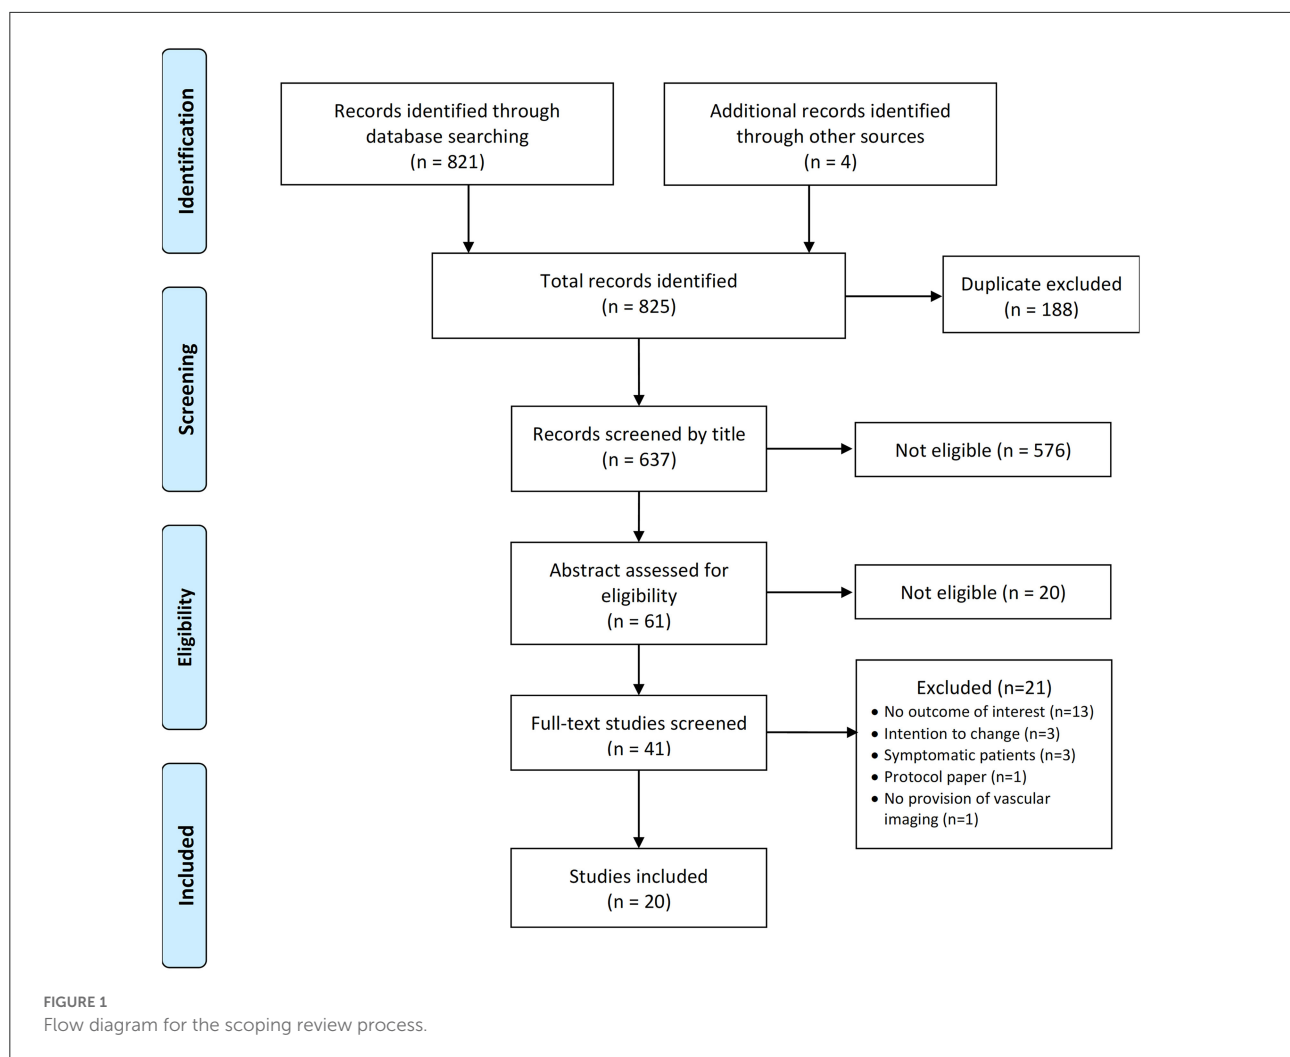 Identification
Records identified through
database searching
(n = 821)
Additional records identified
through other sources
(n = 4)
Total records identified
(n = 825)
Duplicate excluded
(n = 188)
Screening
Records screened by title
(n = 637)
Not eligible (n = 576)
Eligibility
Abstract assessed for
eligibility
(n = 61)
Not eligible (n = 20)
Full-text studies screened
(n = 41)
Excluded (n=21)
• No outcome of interest (n=13)
• Intention to change (n=3)
• Symptomatic patients (n=3)
• Protocol paper (n=1)
• No provision of vascular
imaging (n=1)
Included
Studies included
(n = 20)
FIGURE 1
Flow diagram for the scoping review process.